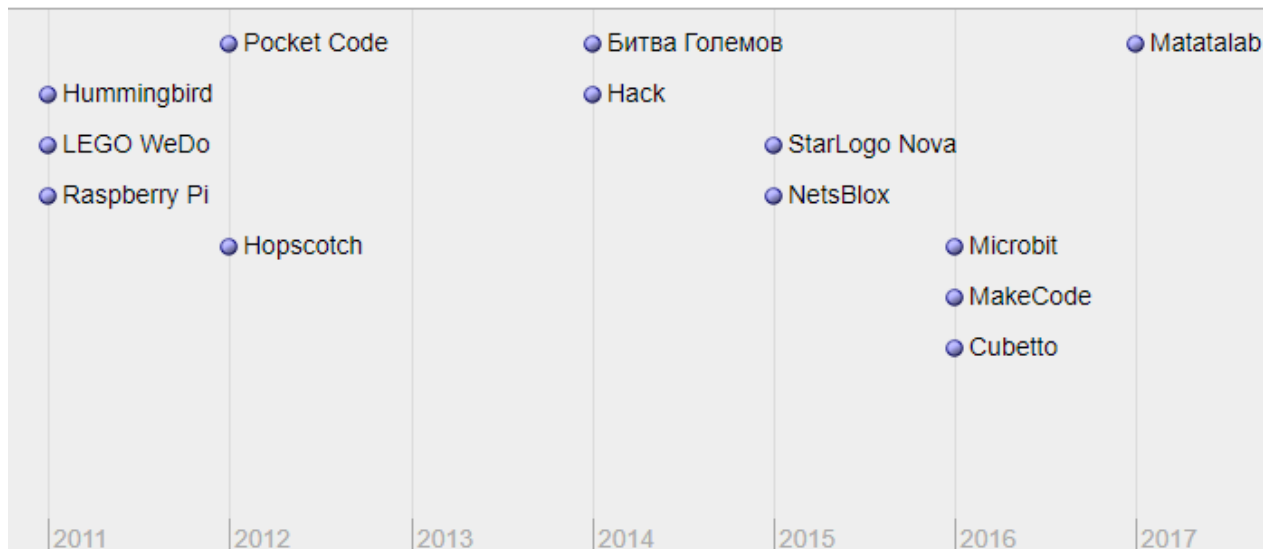 Pocket Code
Битва Големов
Matatalab
Hummingbird
Hack
LEGO WeDo
StarLogo Nova
Raspberry Pi
NetsBlox
Hopscotch
Microbit
MakeCode
Cubetto
2011
2012
2013
2014
2015
2016
2017